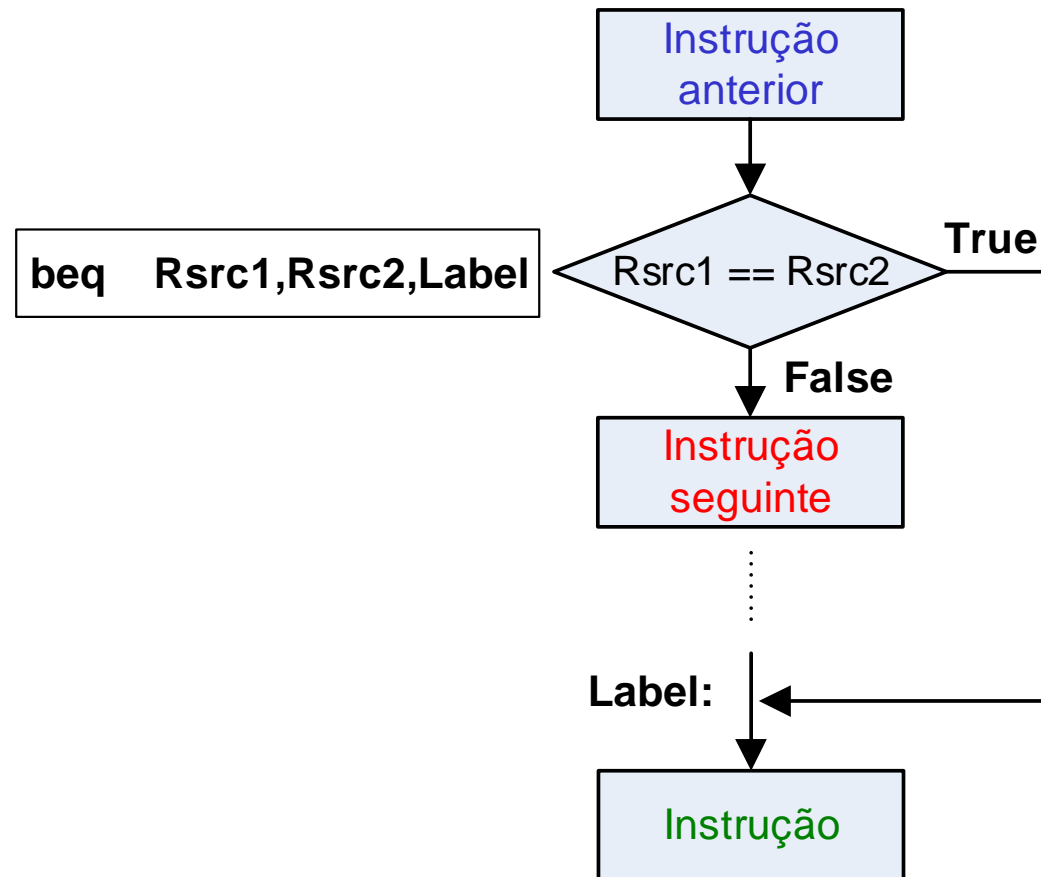 Instrução
anterior
beq Rsrc1,Rsrc2,Label
Rsrc1 == Rsrc2
True
False
Instrução
seguinte
Label:
Instrução